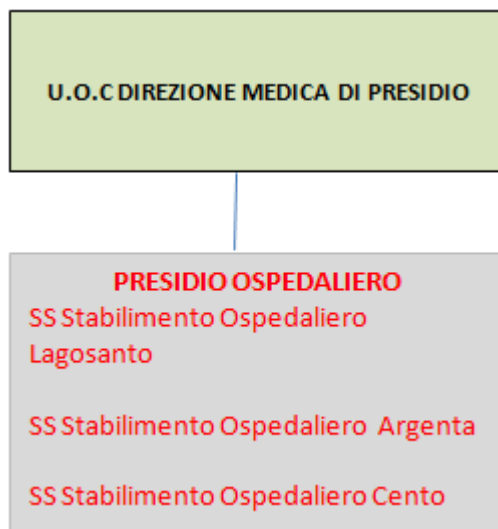 U.O.C DIREZIONE MEDICA DI PRESIDIO
PRESIDIO OSPEDALIERO
SS Stabilimento Ospedaliero
Lagosanto
SS Stabilimento Ospedaliero Argenta
SS Stabilimento Ospedaliero Cento